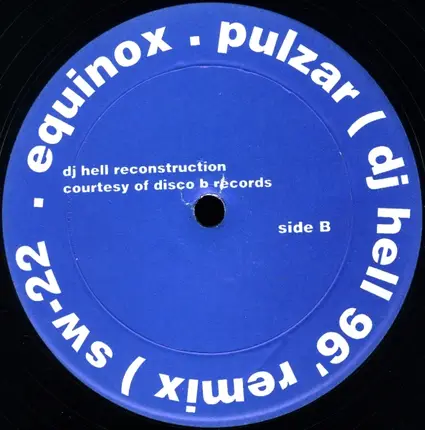 equinox . pulzar ( dj hell 96' remix ) sw-22 .
dj hell reconstruction
courtesy of disco b records
side B